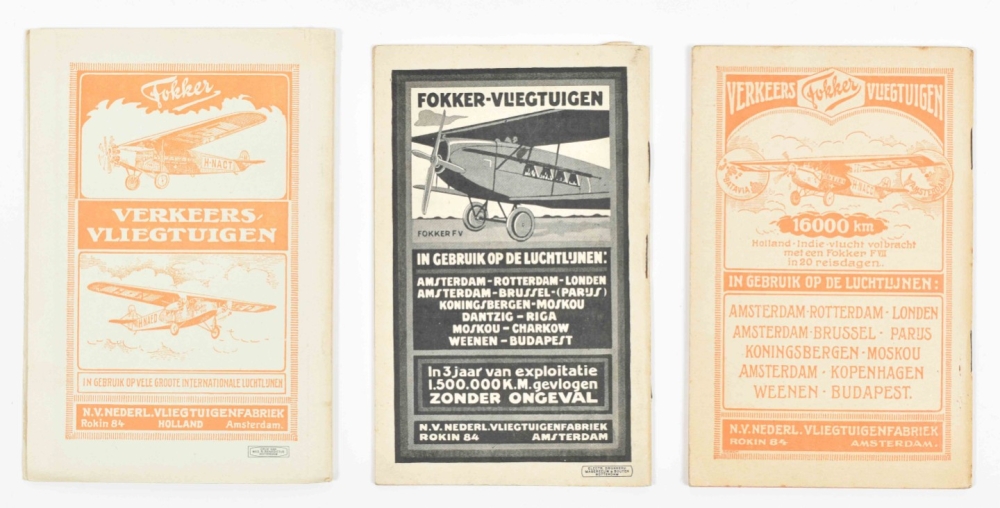 Fokker
H-NACT
VERKEERS-
VLIEGTUIGEN
IN GEBRUIK OP VELE GROOTE INTERNATIONALE LUCHTLIJNEN
N.V. NEDERL. VLIEGTUIGENFABRIEK
Rokin 84 HOLLAND Amsterdam.
FOKKER-VLIEGTUIGEN
FOKKER F V
IN GEBRUIK OP DE LUCHTLIJNEN:
AMSTERDAM-ROTTERDAM-LONDEN
AMSTERDAM-BRUSSEL-(PARIJS)
KONINGSBERGEN-MOSKOU
DANTZIG - RIGA
MOSKOU - CHARKOW
WEENEN - BUDAPEST
In 3 jaar van exploitatie
1.500.000 K.M. gevlogen
ZONDER ONGEVAL
N.V. NEDERL. VLIEGTUIGENFABRIEK
ROKIN 84 AMSTERDAM
VERKEERS Fokker VLIEGTUIGEN
BATAVIA AMSTERDAM
16000 km
Holland-Indie-vlucht volbracht
met een Fokker F VII
in 20 reisdagen.
IN GEBRUIK OP DE LUCHTLIJNEN:
AMSTERDAM-ROTTERDAM-LONDEN
AMSTERDAM-BRUSSEL - PARIJS
KONINGSBERGEN - MOSKOU
AMSTERDAM - KOPENHAGEN
WEENEN - BUDAPEST.
N.V. NEDERL. VLIEGTUIGENFABRIEK
ROKIN 84 AMSTERDAM.